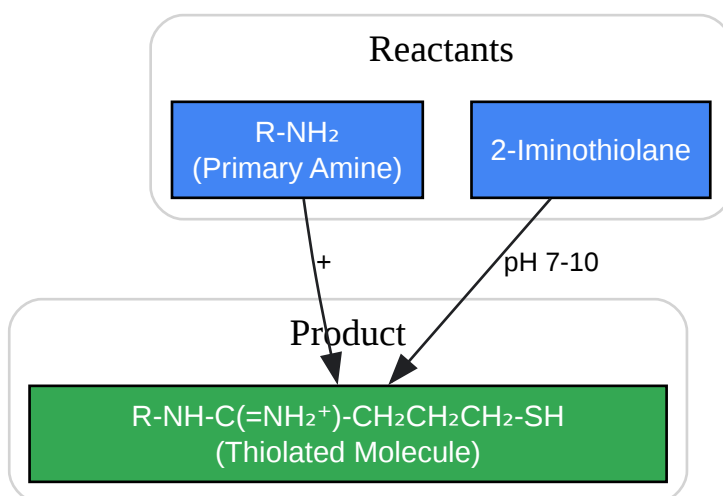 Reactants
R-NH₂
(Primary Amine)
2-Iminothiolane
+
pH 7-10
Product
R-NH-C(=NH₂⁺)-CH₂CH₂CH₂-SH
(Thiolated Molecule)